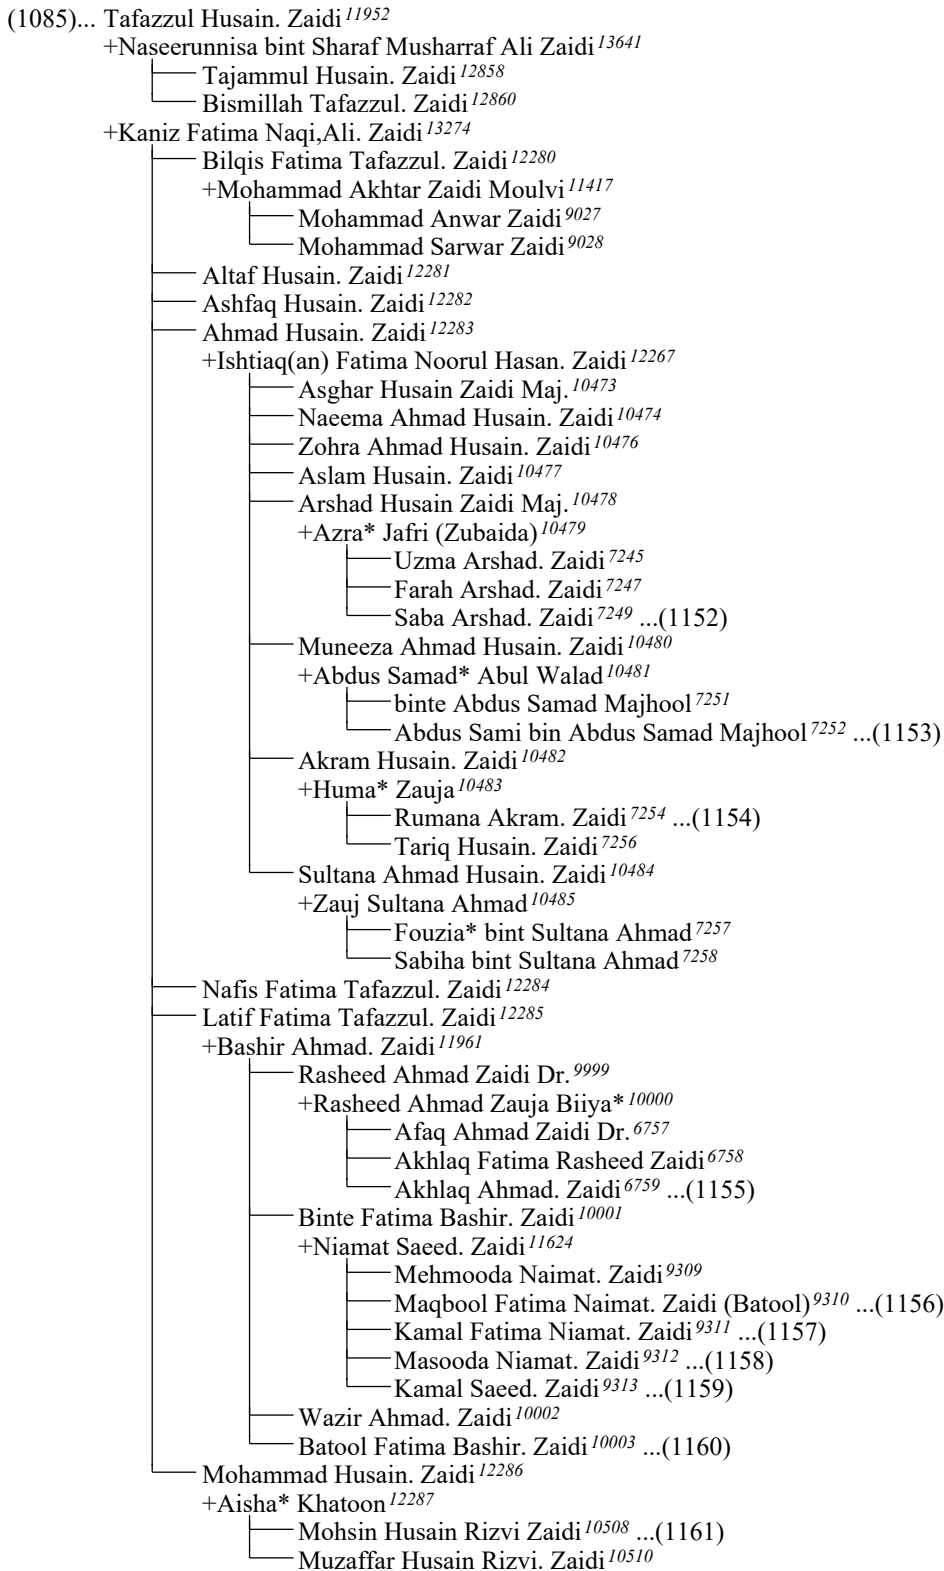 (1085)... Tafazzul Husain. Zaidi 11952
+Naseerunnisa bint Sharaf Musharraf Ali Zaidi 13641
Tajammul Husain. Zaidi 12858
Bismillah Tafazzul. Zaidi 12860
+Kaniz Fatima Naqi,Ali. Zaidi 13274
Bilqis Fatima Tafazzul. Zaidi 12280
+Mohammad Akhtar Zaidi Moulvi 11417
Mohammad Anwar Zaidi 9027
Mohammad Sarwar Zaidi 9028
Altaf Husain. Zaidi 12281
Ashfaq Husain. Zaidi 12282
Ahmad Husain. Zaidi 12283
+Ishtiaq(an) Fatima Noorul Hasan. Zaidi 12267
Asghar Husain Zaidi Maj. 10473
Naeema Ahmad Husain. Zaidi 10474
Zohra Ahmad Husain. Zaidi 10476
Aslam Husain. Zaidi 10477
Arshad Husain Zaidi Maj. 10478
+Azra* Jafri (Zubaida) 10479
Uzma Arshad. Zaidi 7245
Farah Arshad. Zaidi 7247
Saba Arshad. Zaidi 7249 ...(1152)
Muneeza Ahmad Husain. Zaidi 10480
+Abdus Samad* Abul Walad 10481
binte Abdus Samad Majhool 7251
Abdus Sami bin Abdus Samad Majhool 7252 ...(1153)
Akram Husain. Zaidi 10482
+Huma* Zauja 10483
Rumana Akram. Zaidi 7254 ...(1154)
Tariq Husain. Zaidi 7256
Sultana Ahmad Husain. Zaidi 10484
+Zauj Sultana Ahmad 10485
Fouzia* bint Sultana Ahmad 7257
Sabiha bint Sultana Ahmad 7258
Nafis Fatima Tafazzul. Zaidi 12284
Latif Fatima Tafazzul. Zaidi 12285
+Bashir Ahmad. Zaidi 11961
Rasheed Ahmad Zaidi Dr. 9999
+Rasheed Ahmad Zauja Biiya* 10000
Afaq Ahmad Zaidi Dr. 6757
Akhlaq Fatima Rasheed Zaidi 6758
Akhlaq Ahmad. Zaidi 6759 ...(1155)
Binte Fatima Bashir. Zaidi 10001
+Niamat Saeed. Zaidi 11624
Mehmooda Naimat. Zaidi 9309
Maqbool Fatima Naimat. Zaidi (Batool) 9310 ...(1156)
Kamal Fatima Niamat. Zaidi 9311 ...(1157)
Masooda Niamat. Zaidi 9312 ...(1158)
Kamal Saeed. Zaidi 9313 ...(1159)
Wazir Ahmad. Zaidi 10002
Batool Fatima Bashir. Zaidi 10003 ...(1160)
Mohammad Husain. Zaidi 12286
+Aisha* Khatoon 12287
Mohsin Husain Rizvi Zaidi 10508 ...(1161)
Muzaffar Husain Rizvi. Zaidi 10510